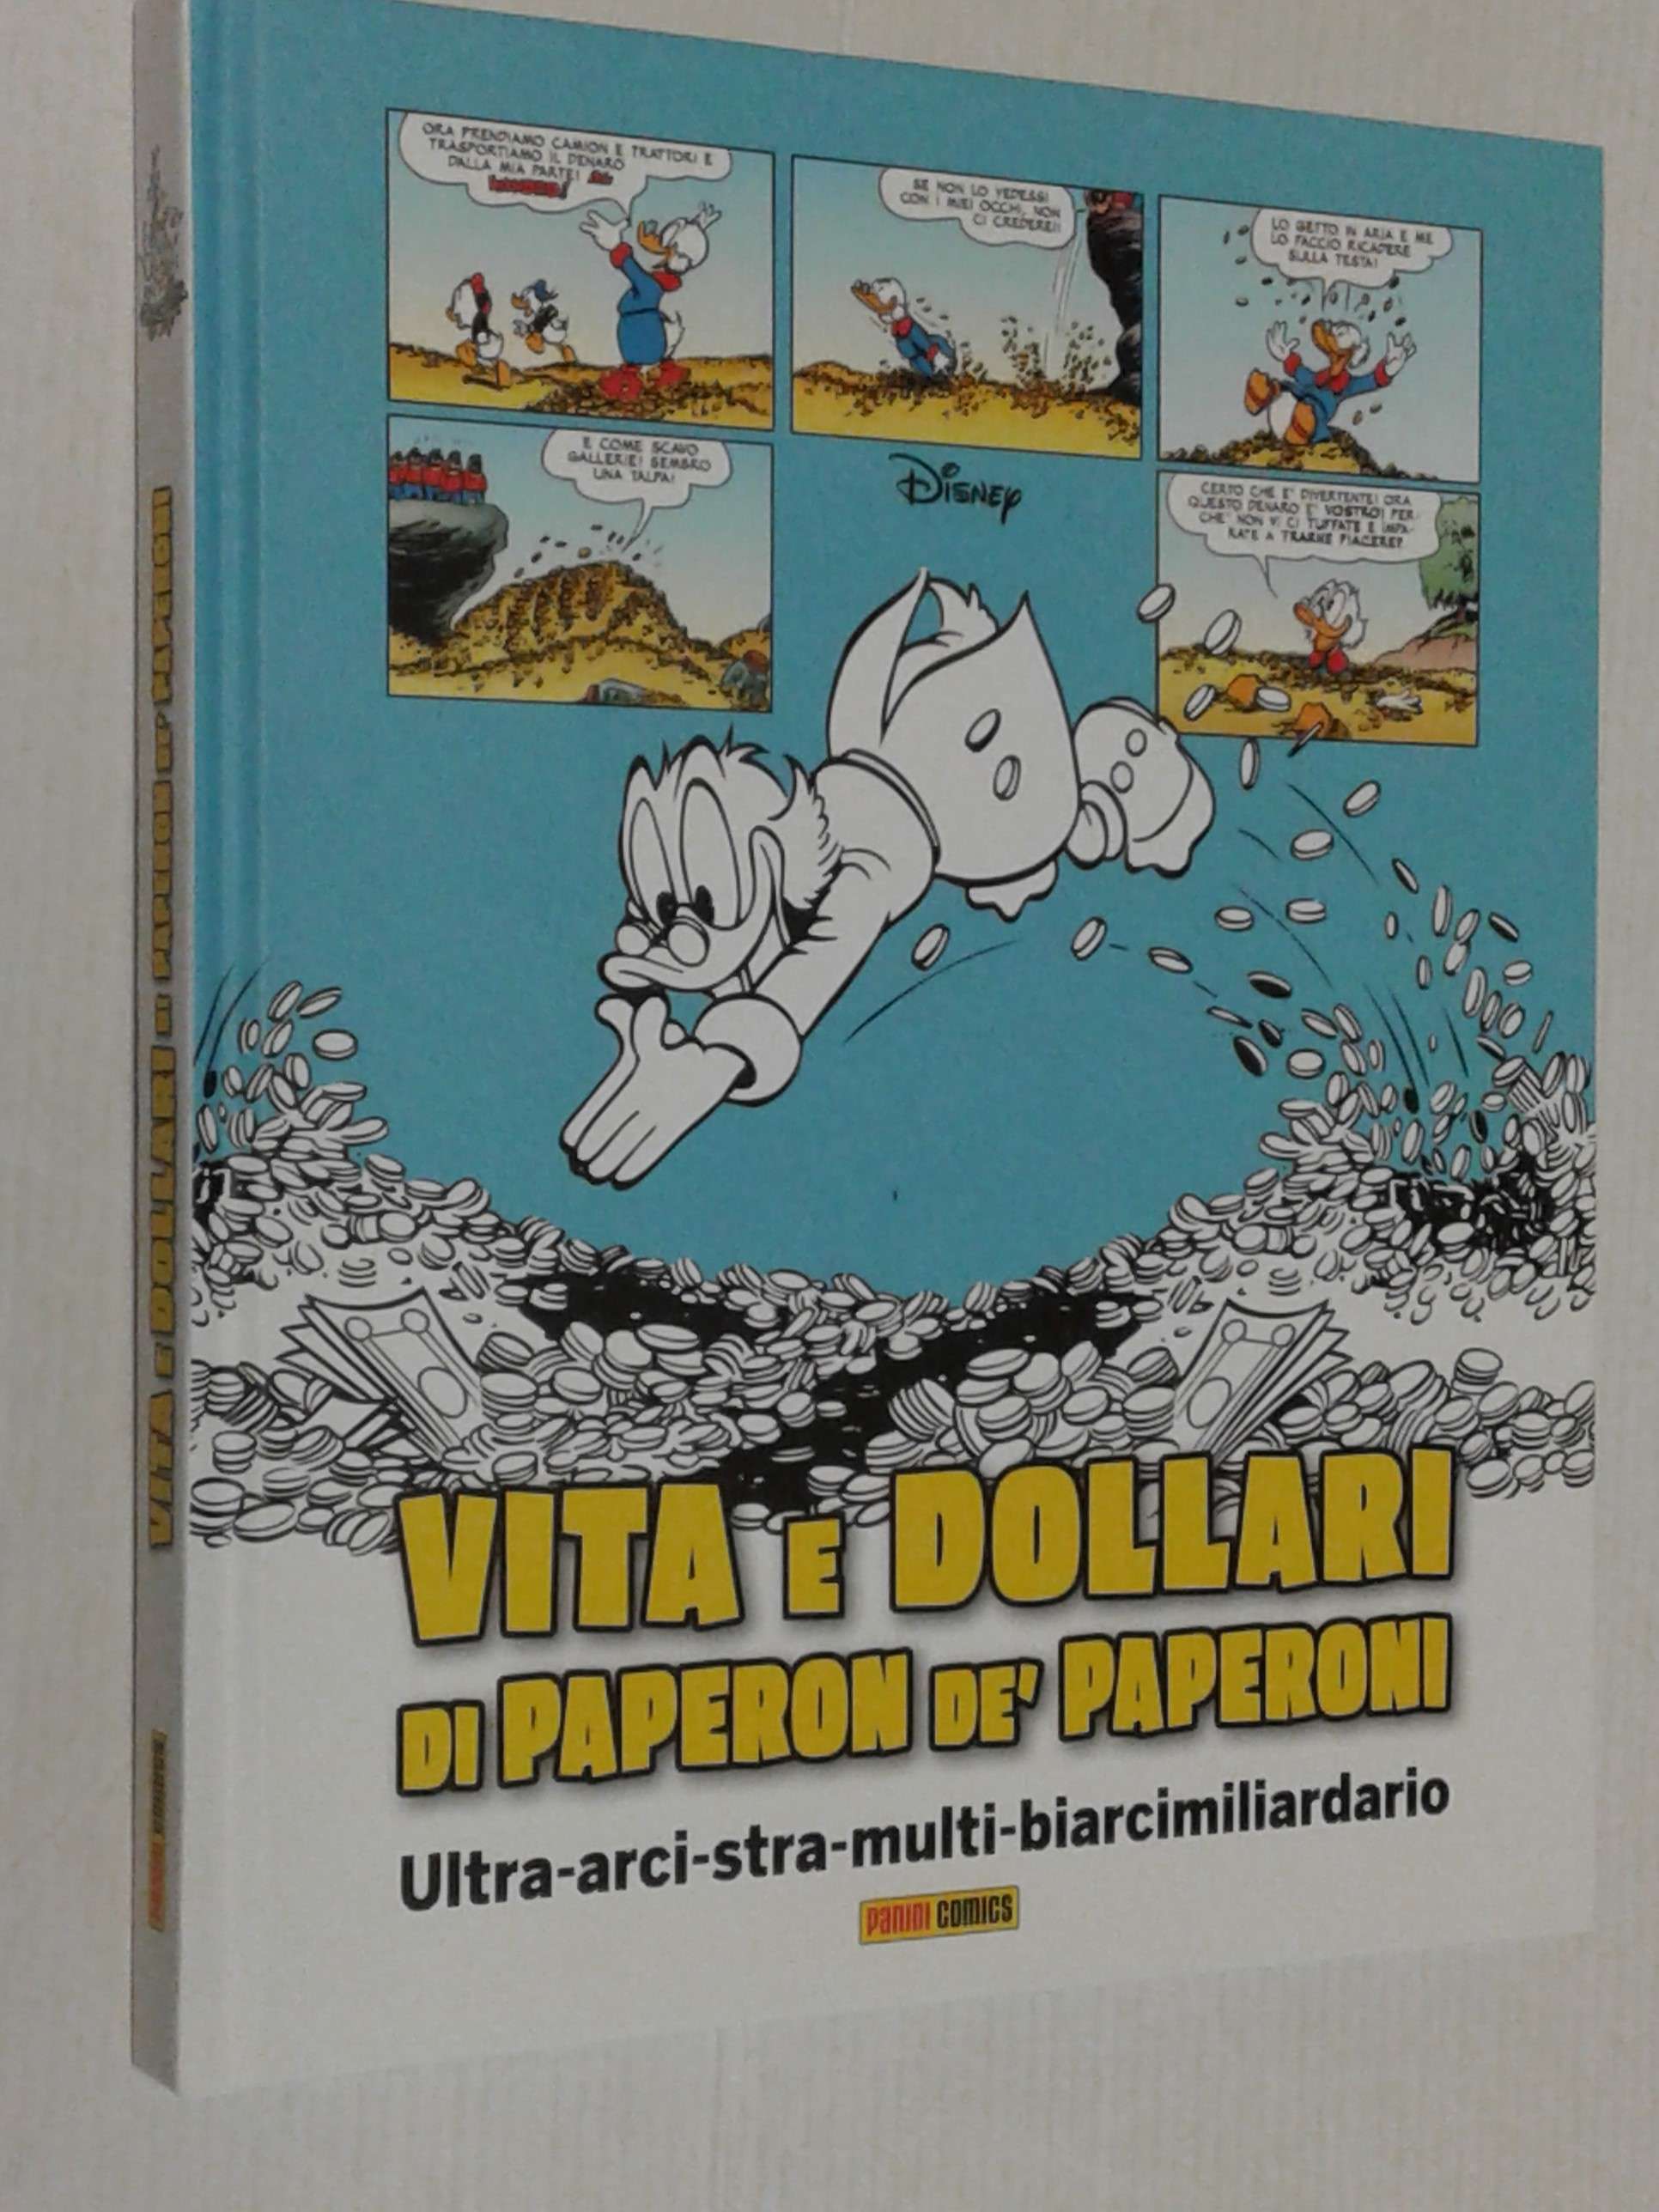 ORA PRENDIAMO CAMION E TRATTORI E
TRASPORTIAMO IL DENARO
DALLA MIA PARTE!
SE NON LO VEDESSI
CON I MIEI OCCHI, NON
CI CREDEREI!
LO GETTO IN ARIA E ME
LO FACCIO RICADERE
SULLA TESTA!
E COME SCAVO
GALLERIE! SEMBRO
UNA TALPA!
DISNEY
CERTO CHE E' DIVERTENTE! ORA
QUESTO DENARO E' VOSTRO! PER-
CHE' NON VI CI TUFFATE E IMPA-
RATE A TRARNE PIACERE?
VITA E DOLLARI
DI PAPERON DE' PAPERONI
Ultra-arci-stra-multi-biarcimiliardario
PANINI COMICS
VITA E DOLLARI DI PAPERON DE' PAPERONI
PANINI COMICS